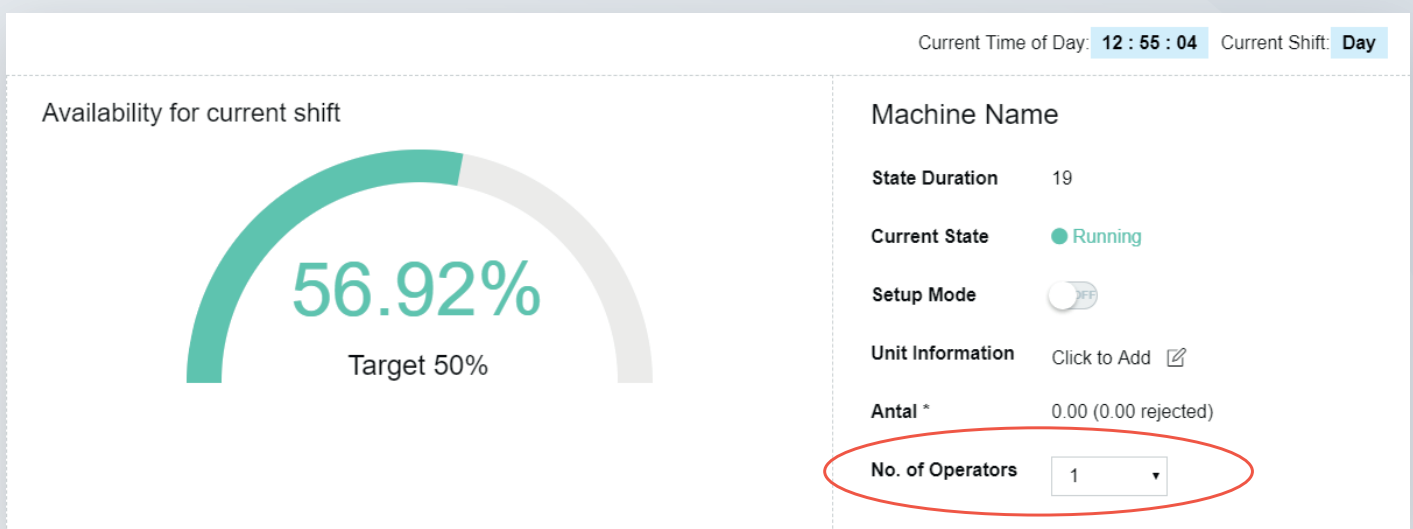 Current Time of Day: 12 : 55 : 04 Current Shift: Day
Availability for current shift
56.92%
Target 50%
Machine Name
State Duration 19
Current State Running
Setup Mode OFF
Unit Information Click to Add
Antal * 0.00 (0.00 rejected)
No. of Operators 1